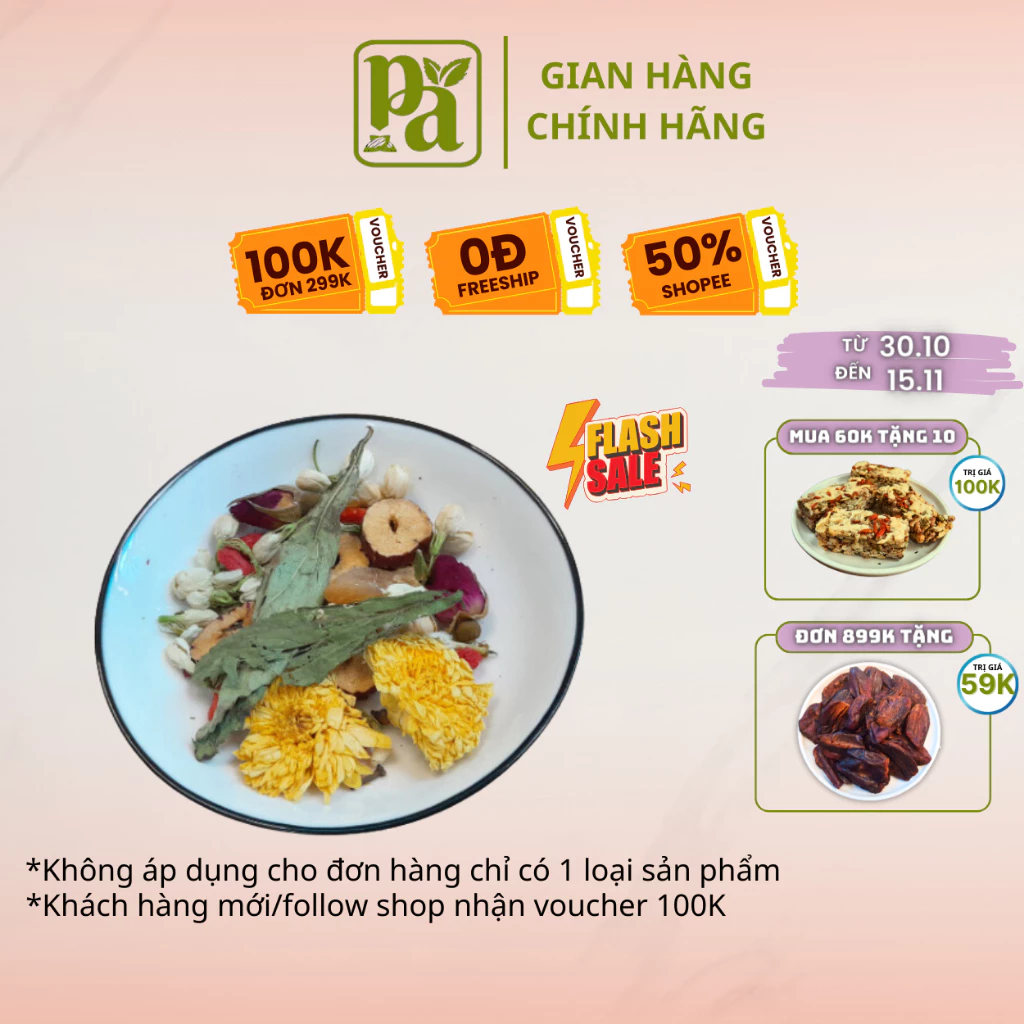 pa
GIAN HÀNG
CHÍNH HÃNG
100K
ĐƠN 299K
VOUCHER
0Đ
FREESHIP
VOUCHER
50%
SHOPEE
VOUCHER
TỪ 30.10
ĐẾN 15.11
FLASH
SALE
MUA 60K TẶNG 10
TRỊ GIÁ
100K
ĐƠN 899K TẶNG
TRỊ GIÁ
59K
*Không áp dụng cho đơn hàng chỉ có 1 loại sản phẩm
*Khách hàng mới/follow shop nhận voucher 100K